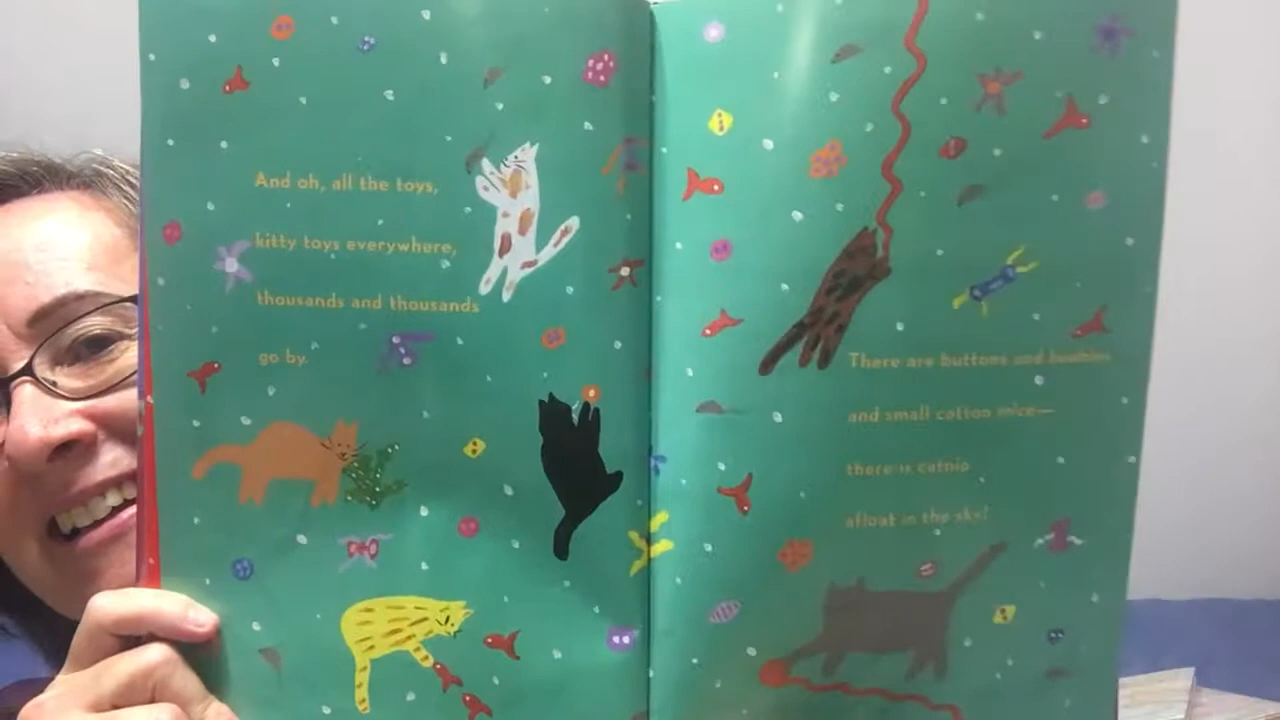 And oh, all the toys,
kitty toys everywhere,
thousands and thousands
go by.
There are buttons and baubles
and small cotton mice—
there is catnip
afloat in the sky!